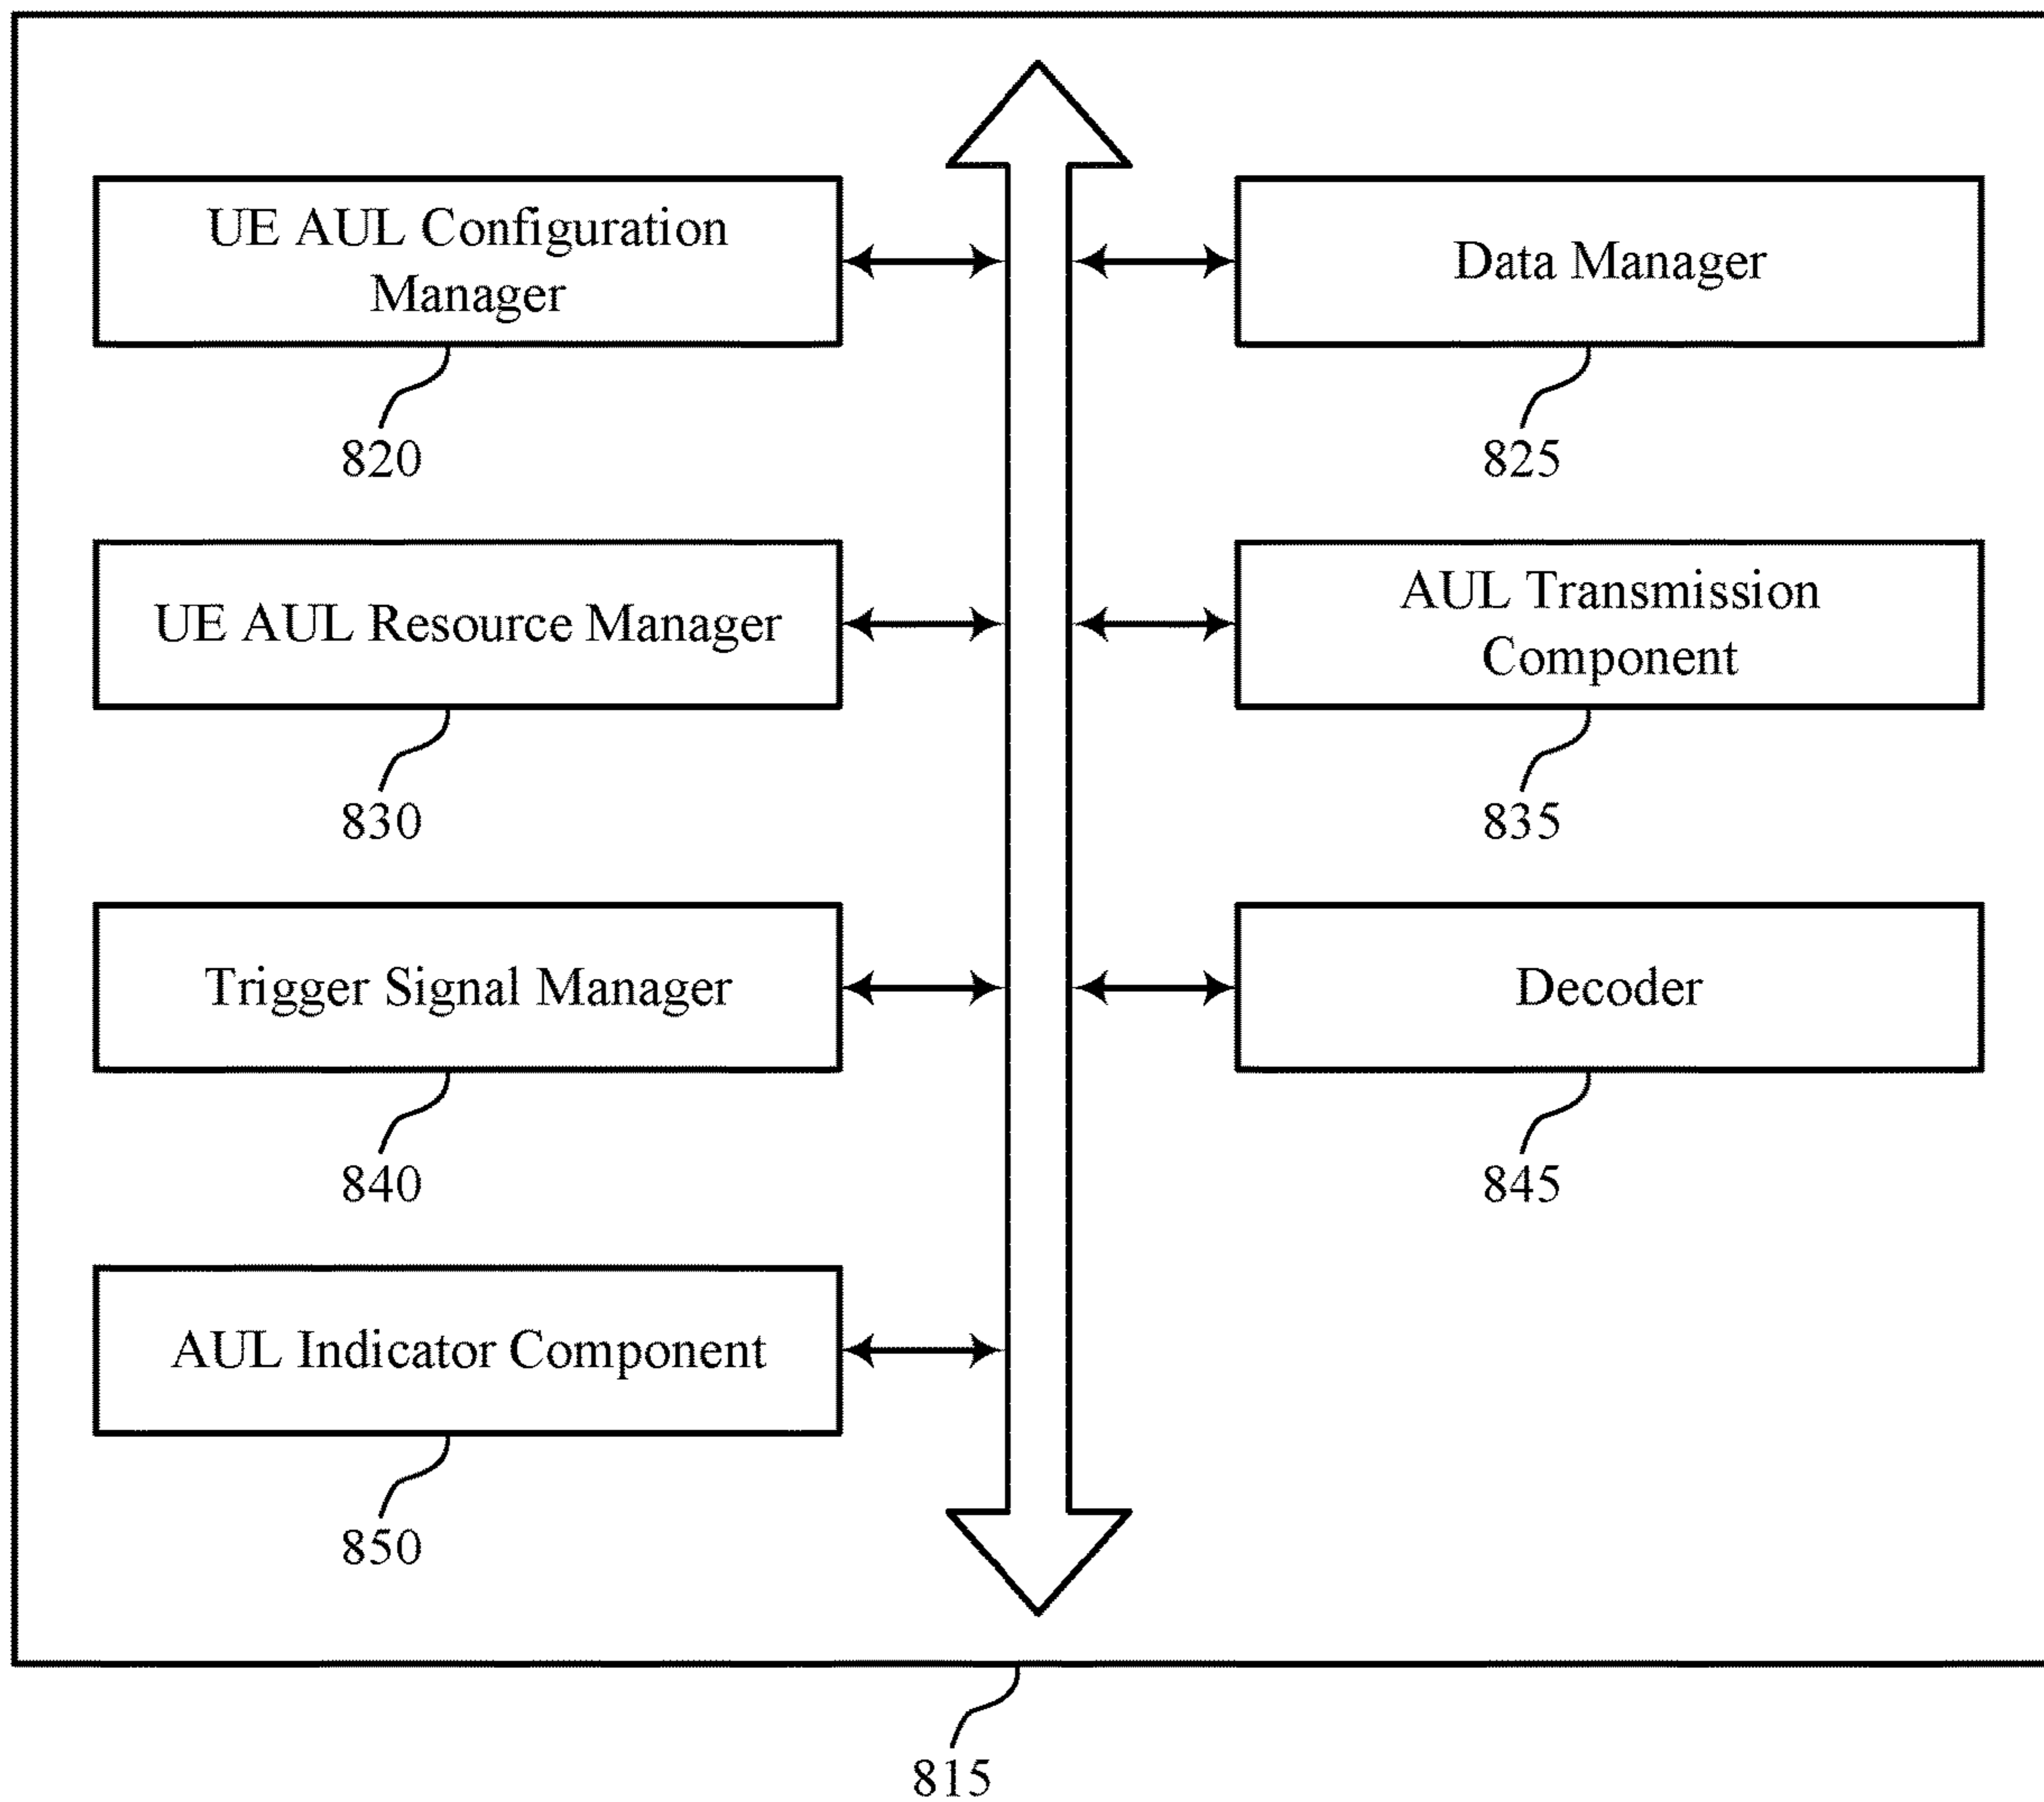 UE AUL Configuration
Manager
820
Data Manager
825
UE AUL Resource Manager
830
AUL Transmission
Component
835
Trigger Signal Manager
840
Decoder
845
AUL Indicator Component
850
815